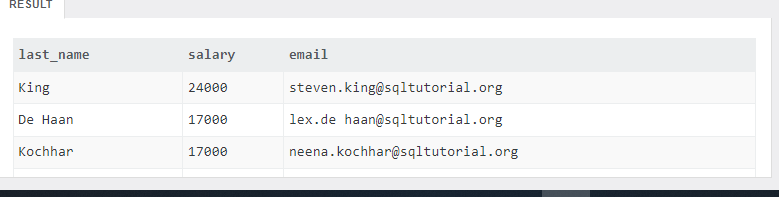 RESULT
last_name salary email
King 24000 steven.king@sqltutorial.org
De Haan 17000 lex.de haan@sqltutorial.org
Kochhar 17000 neena.kochhar@sqltutorial.org